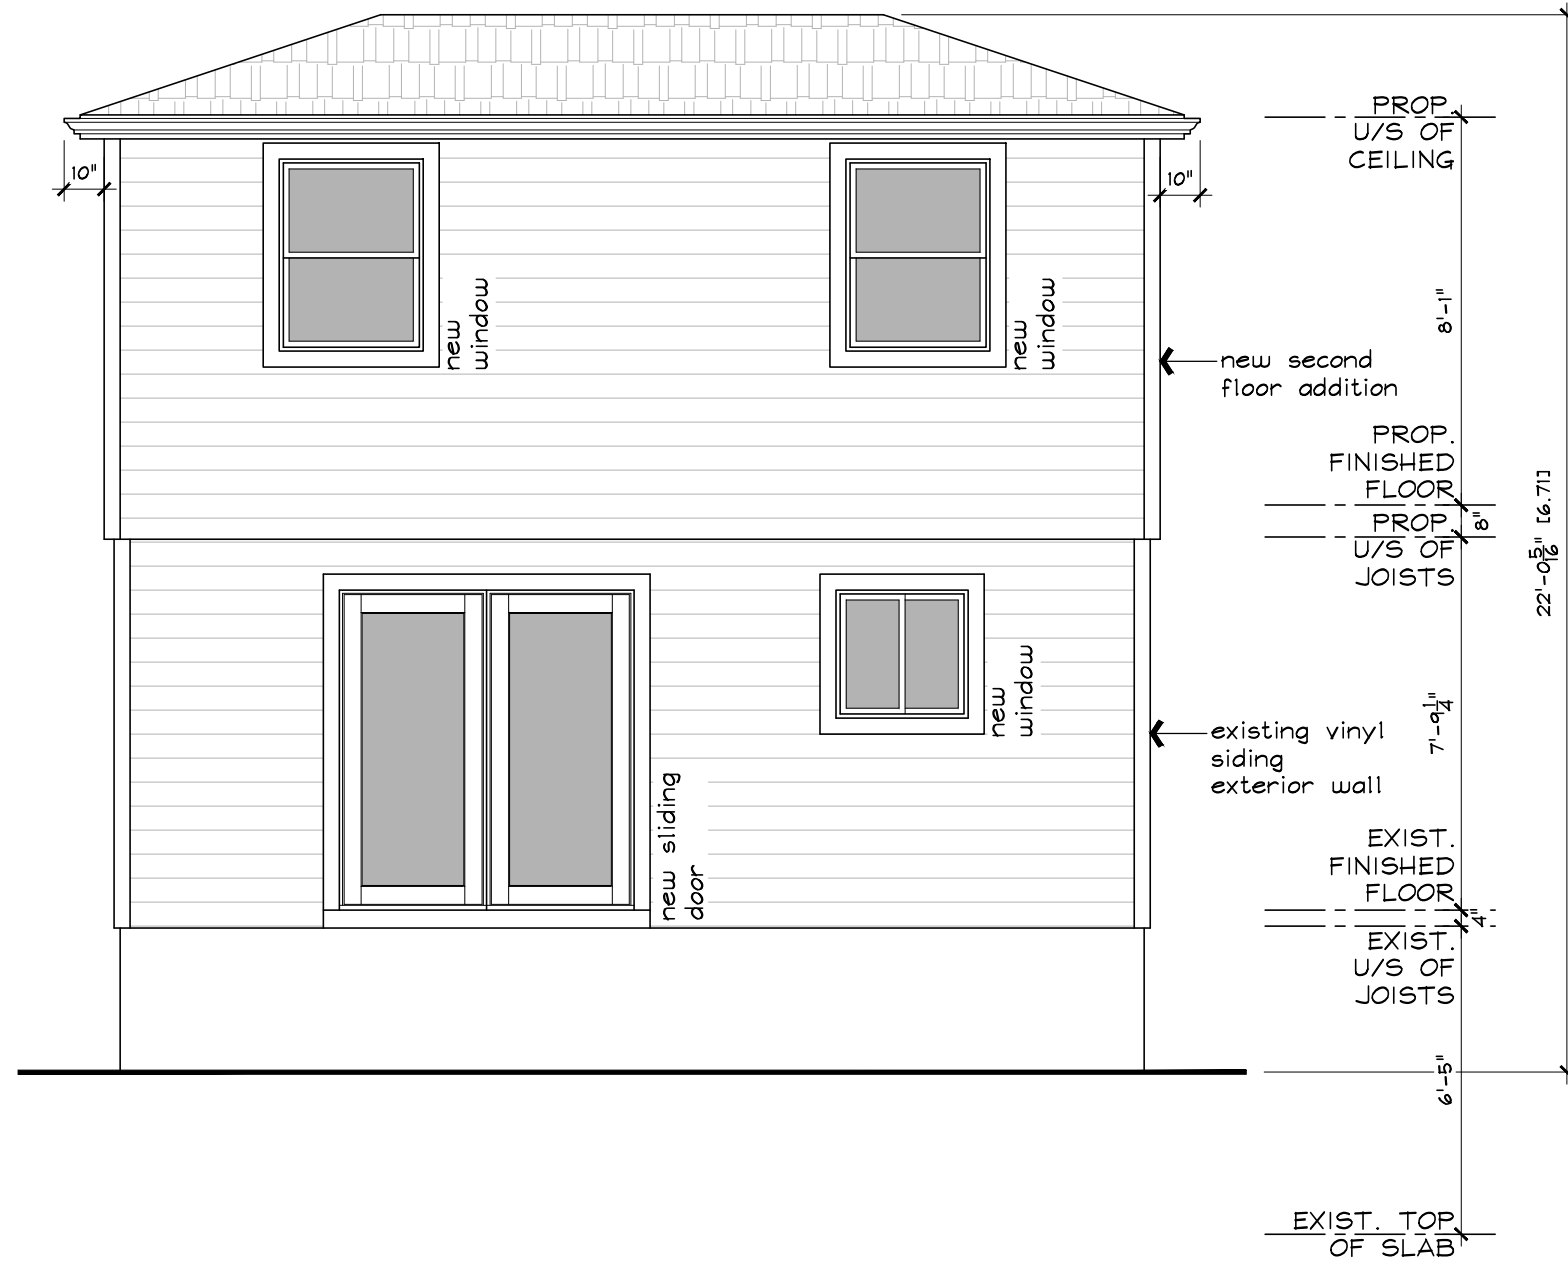 PROP.
U/S OF
CEILING
10"
10"
new
window
new
window
8'-1"
new second
floor addition
PROP.
FINISHED
FLOOR
8"
PROP.
U/S OF
JOISTS
22'-0 5/16" [6.71]
new
window
7'-9 1/4"
existing vinyl
siding
exterior wall
new sliding
door
EXIST.
FINISHED
FLOOR
4"
EXIST.
U/S OF
JOISTS
6'-5"
EXIST. TOP
OF SLAB